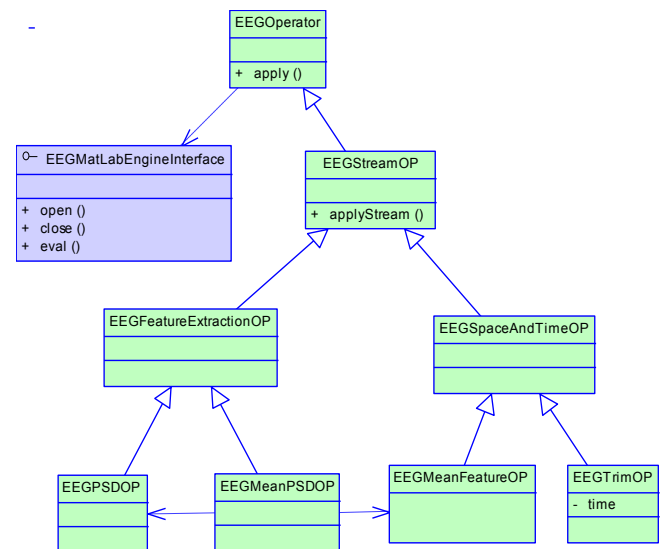 EEGOperator
+ apply ()
EEGMatLabEngineInterface
+ open ()
+ close ()
+ eval ()
EEGStreamOP
+ applyStream ()
EEGFeatureExtractionOP
EEGSpaceAndTimeOP
EEGPSDOP
EEGMeanPSDOP
EEGMeanFeatureOP
EEGTrimOP
- time